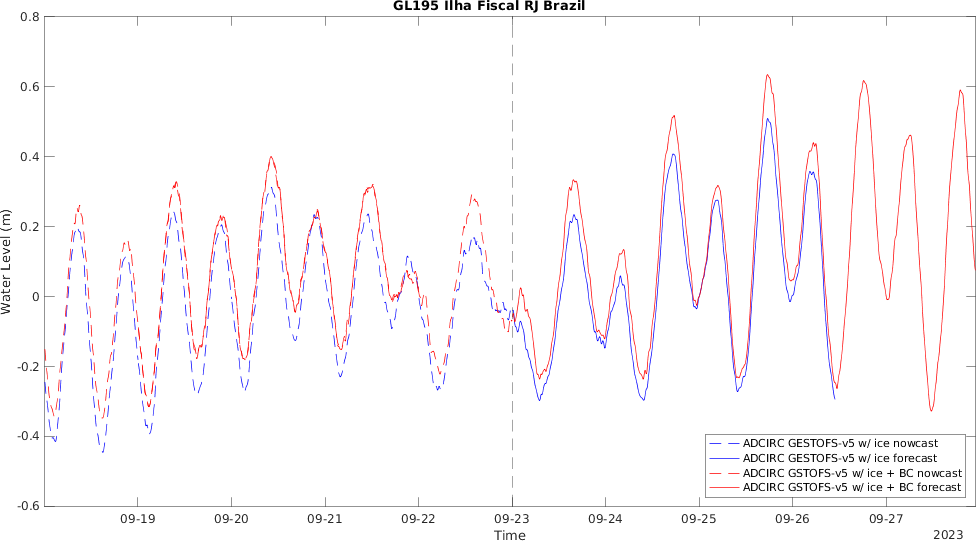 GL195 Ilha Fiscal RJ Brazil
0.8
0.6
0.4
0.2
0
-0.2
-0.4
-0.6
Water Level (m)
09-19 09-20 09-21 09-22 09-23 09-24 09-25 09-26 09-27
Time
2023
ADCIRC GESTOFS-v5 w/ ice nowcast
ADCIRC GESTOFS-v5 w/ ice forecast
ADCIRC GSTOFS-v5 w/ ice + BC nowcast
ADCIRC GSTOFS-v5 w/ ice + BC forecast